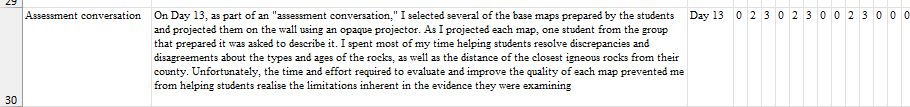 29
Assessment conversation On Day 13, as part of an "assessment conversation," I selected several of the base maps prepared by the students Day 13 0 2 3 0 2 3 0 0 2 3 0 0 0
and projected them on the wall using an opaque projector. As I projected each map, one student from the group
that prepared it was asked to describe it. I spent most of my time helping students resolve discrepancies and
disagreements about the types and ages of the rocks, as well as the distance of the closest igneous rocks from their
county. Unfortunately, the time and effort required to evaluate and improve the quality of each map prevented me
from helping students realise the limitations inherent in the evidence they were examining
30